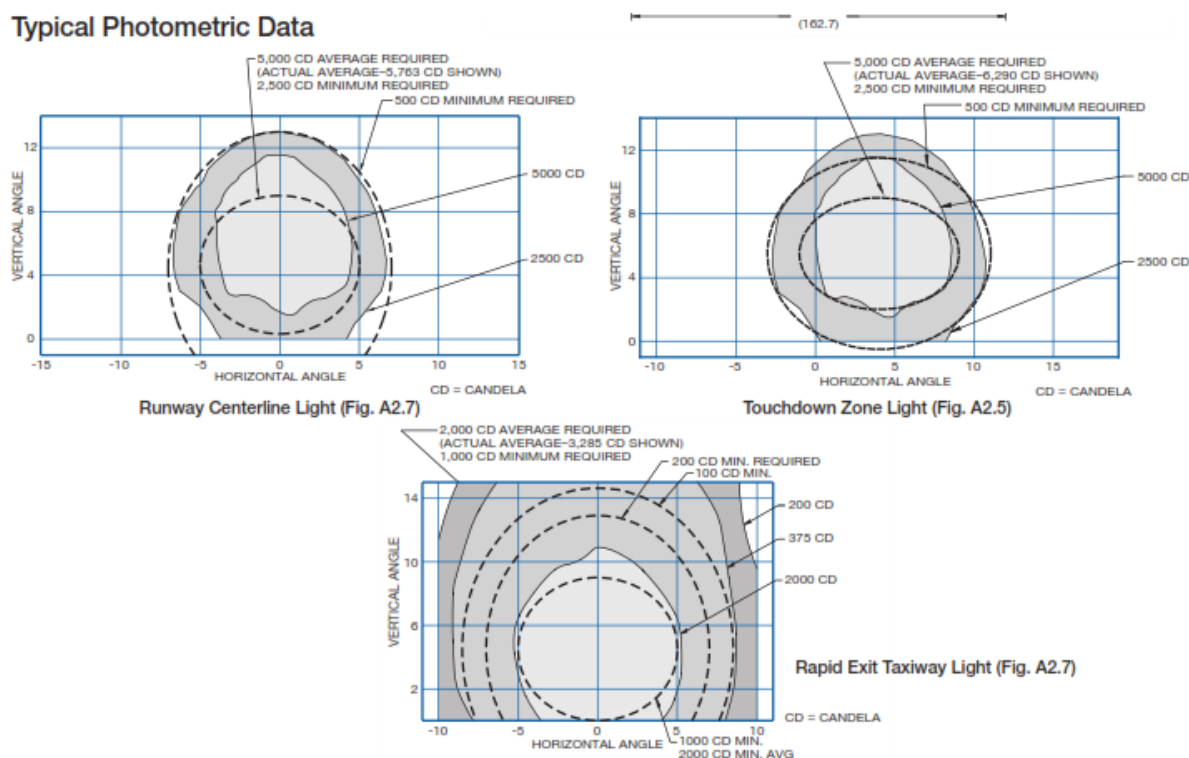 Typical Photometric Data
(162.7)
5,000 CD AVERAGE REQUIRED
(ACTUAL AVERAGE–5,763 CD SHOWN)
2,500 CD MINIMUM REQUIRED
500 CD MINIMUM REQUIRED
5000 CD
2500 CD
VERTICAL ANGLE
12
8
4
0
-15
-10
-5
0
5
10
15
HORIZONTAL ANGLE
CD = CANDELA
Runway Centerline Light (Fig. A2.7)
5,000 CD AVERAGE REQUIRED
(ACTUAL AVERAGE–6,290 CD SHOWN)
2,500 CD MINIMUM REQUIRED
500 CD MINIMUM REQUIRED
5000 CD
2500 CD
VERTICAL ANGLE
12
8
4
0
-10
-5
0
5
10
15
HORIZONTAL ANGLE
CD = CANDELA
Touchdown Zone Light (Fig. A2.5)
2,000 CD AVERAGE REQUIRED
(ACTUAL AVERAGE–3,285 CD SHOWN)
1,000 CD MINIMUM REQUIRED
200 CD MIN. REQUIRED
100 CD MIN.
200 CD
375 CD
2000 CD
VERTICAL ANGLE
14
10
6
2
-10
-5
0
5
10
HORIZONTAL ANGLE
1000 CD MIN.
2000 CD MIN. AVG
Rapid Exit Taxiway Light (Fig. A2.7)
CD = CANDELA